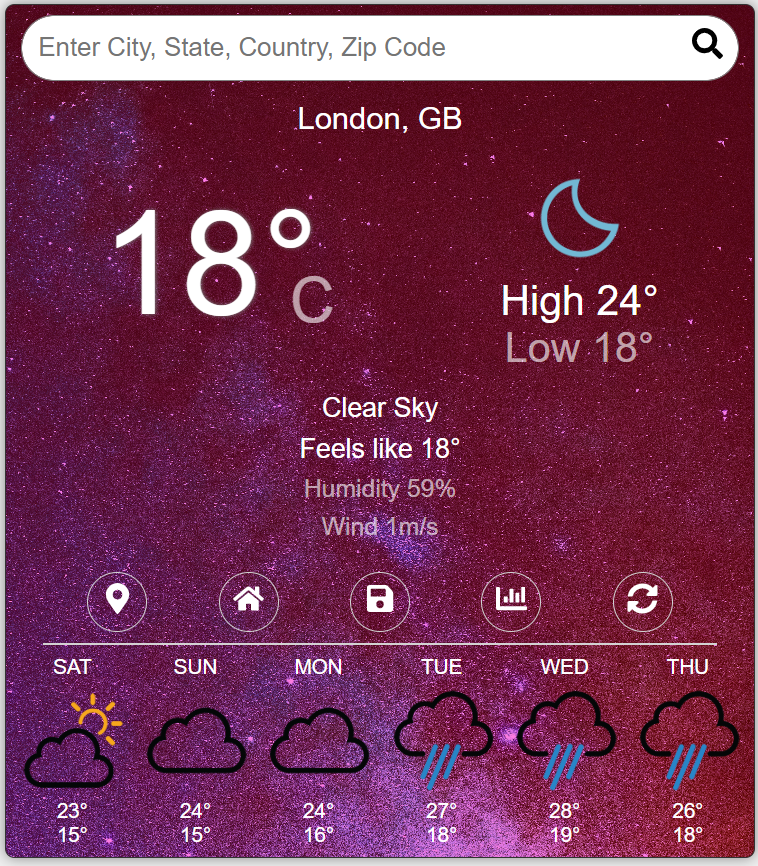 Enter City, State, Country, Zip Code
London, GB
18° C
High 24°
Low 18°
Clear Sky
Feels like 18°
Humidity 59%
Wind 1m/s
SAT SUN MON TUE WED THU
23° 24° 24° 27° 28° 26°
15° 15° 16° 18° 19° 18°